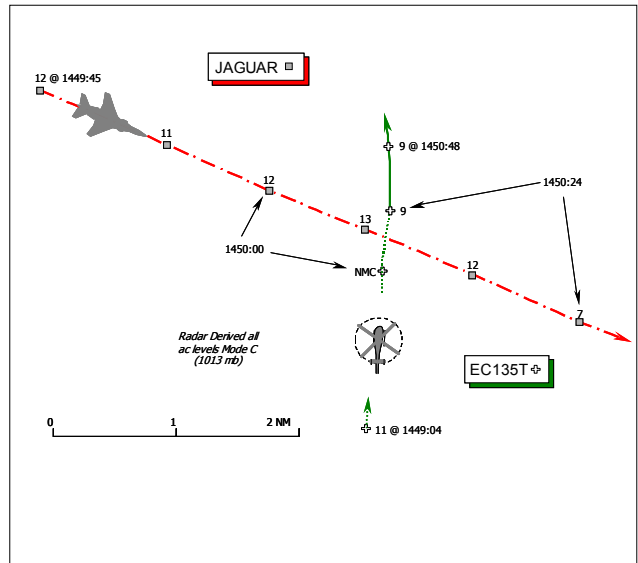 JAGUAR
12 @ 1449:45
11
12
13
12
7
9 @ 1450:48
9
1450:24
1450:00
NMC
Radar Derived all
ac levels Mode C
(1013 mb)
EC135T
0 1 2 NM
11 @ 1449:04